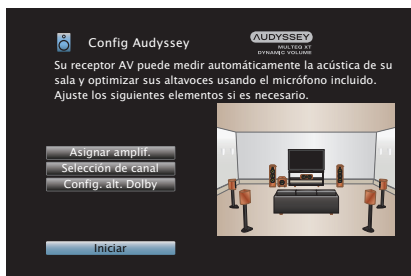 Config Audyssey
AUDYSSEY
MULTEQ XT
DYNAMIC VOLUME
Su receptor AV puede medir automáticamente la acústica de su
sala y optimizar sus altavoces usando el micrófono incluido.
Ajuste los siguientes elementos si es necesario.
Asignar amplif.
Selección de canal
Config. alt. Dolby
Iniciar